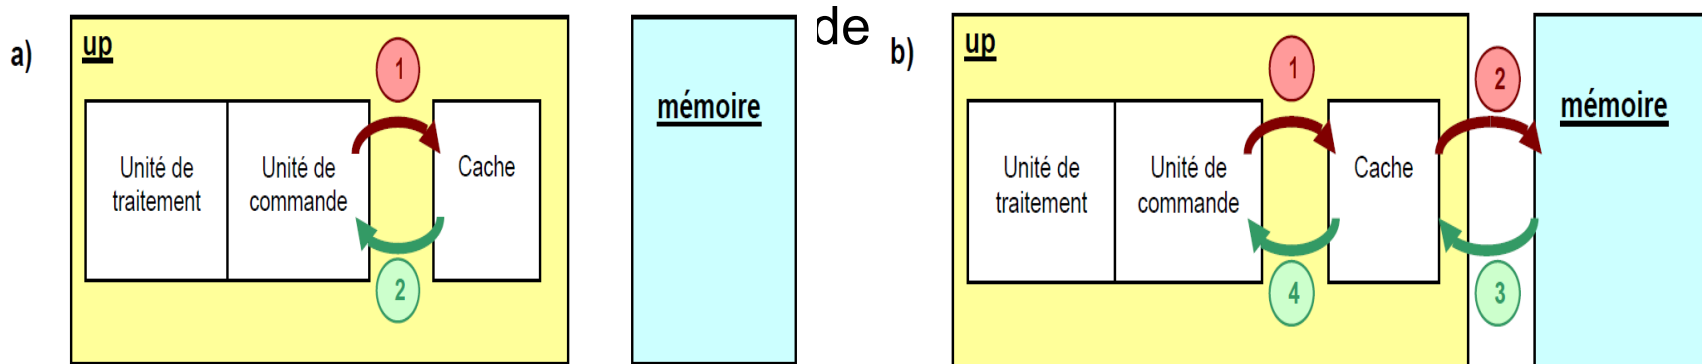 a)
up
1
Unité de
traitement
Unité de
commande
Cache
2
mémoire
de
b)
up
1
2
Unité de
traitement
Unité de
commande
Cache
4
3
mémoire